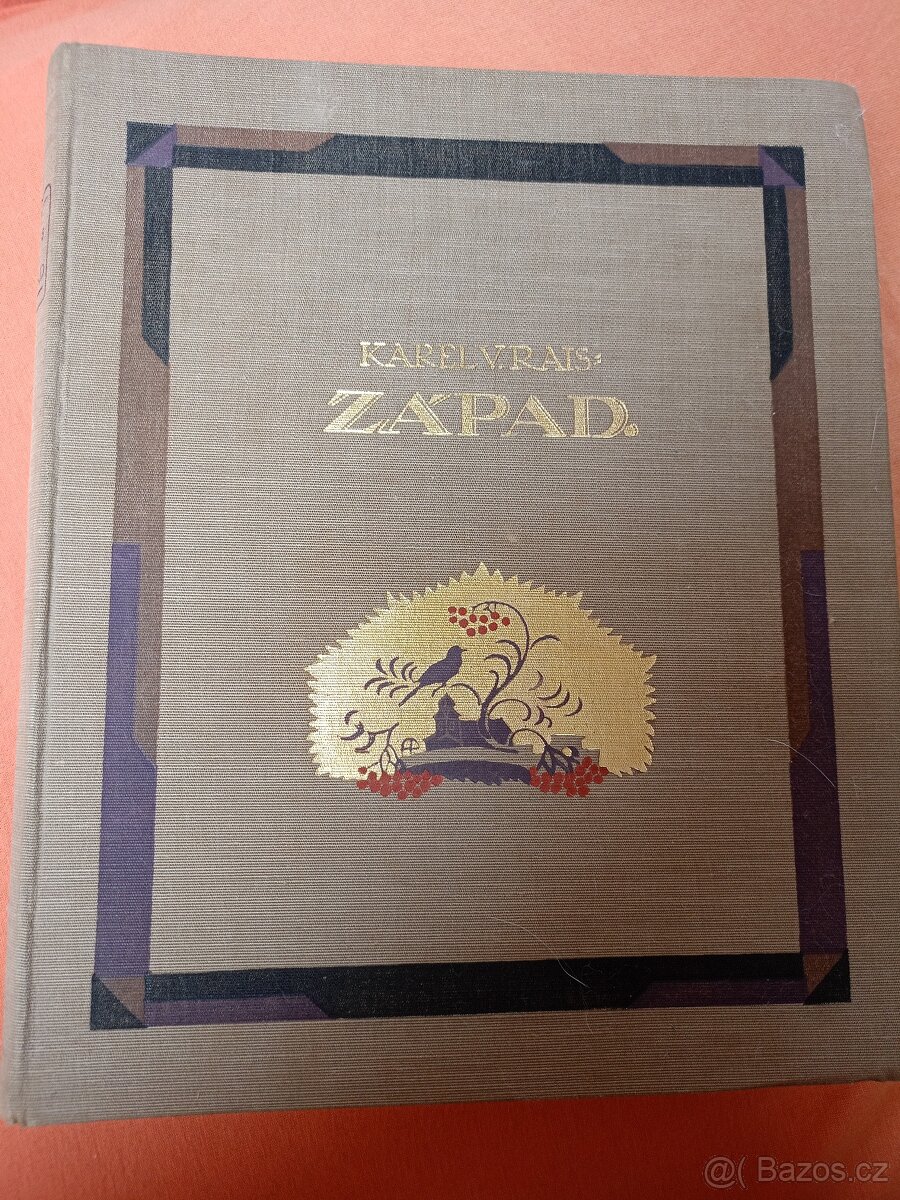 KAREL V. RAIS:
ZÁPAD.
@( Bazos.cz